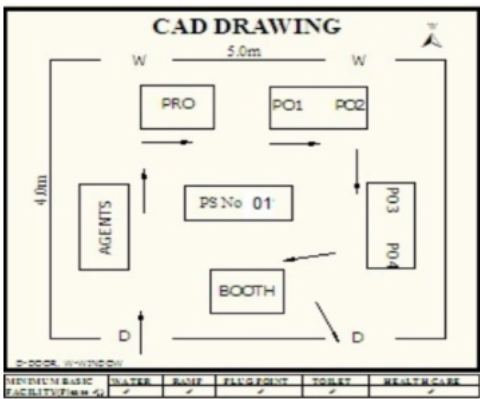 CAD DRAWING
N
5.0m
W W
PRO
PO1 PO2
4.0m
AGENTS
PS No 01
PO3 PO4
BOOTH
D D
D-DOOR, W-WINDOW
MINIMUM BASIC WATER RAMP PLUG POINT TOILET HEALTH CARE
FACILITY ✓ ✓ ✓ ✓ ✓